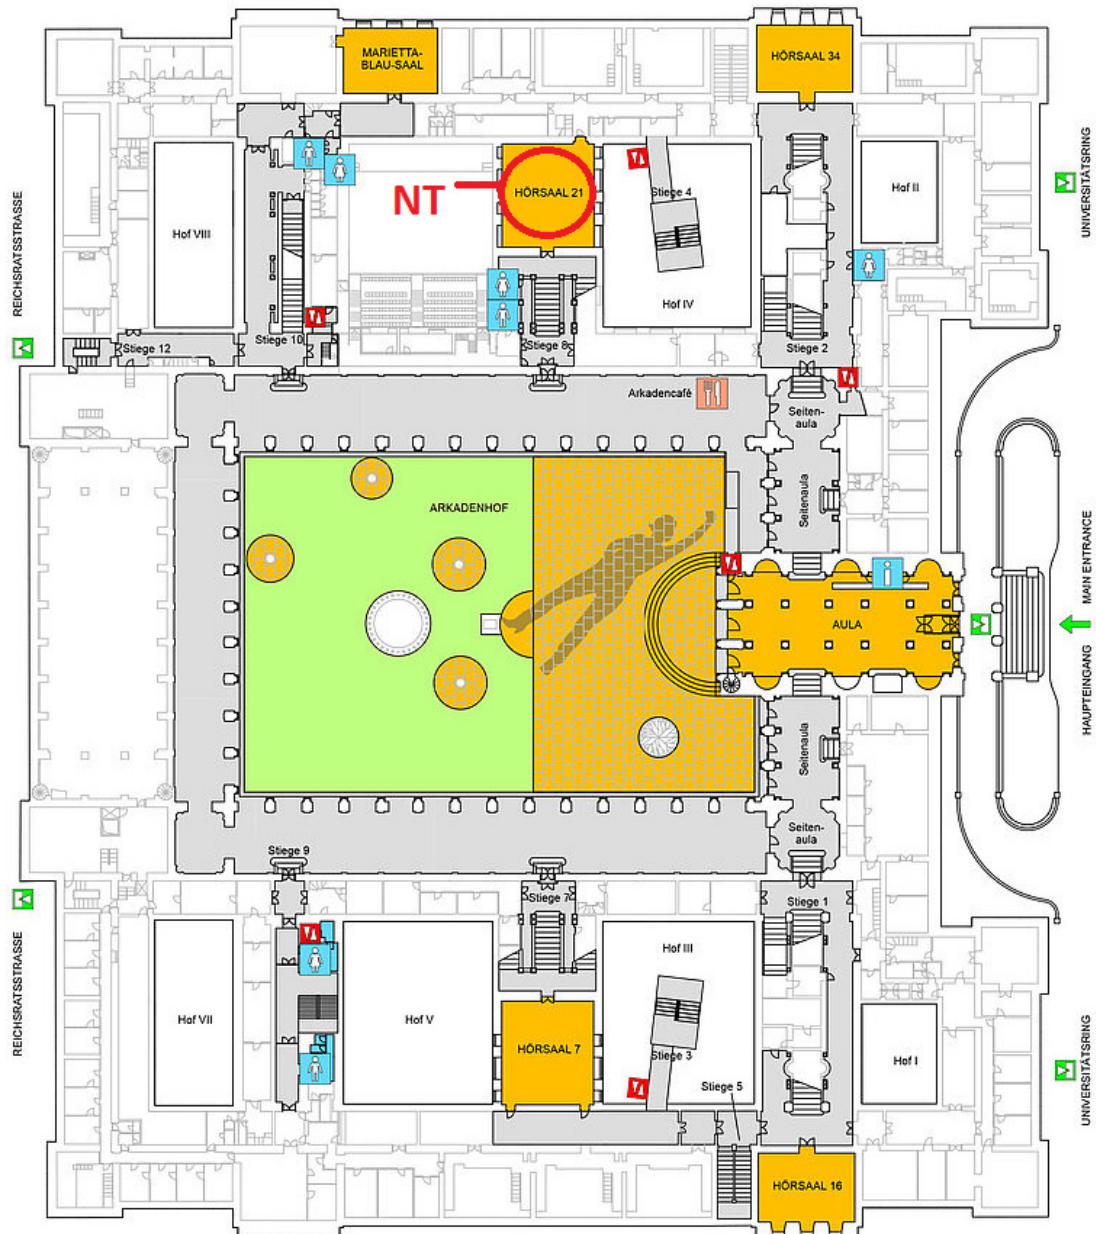 MARIETTA-
BLAU-SAAL
HÖRSAAL 34
REICHSRATSSTRASSE
UNIVERSITÄTSRING
NT
HÖRSAAL 21
Stiege 4
Hof II
Hof VIII
Hof IV
Stiege 12
Stiege 10
Stiege 8
Stiege 2
Arkadencafé
Seiten-
aula
Seitenaula
ARKADENHOF
MAIN ENTRANCE
AULA
HAUPTEINGANG
Seitenaula
Seiten-
aula
Stiege 9
Stiege 7
Stiege 1
REICHSRATSSTRASSE
Hof III
Hof VII
Hof V
HÖRSAAL 7
Stiege 3
Hof I
Stiege 5
UNIVERSITÄTSRING
HÖRSAAL 16